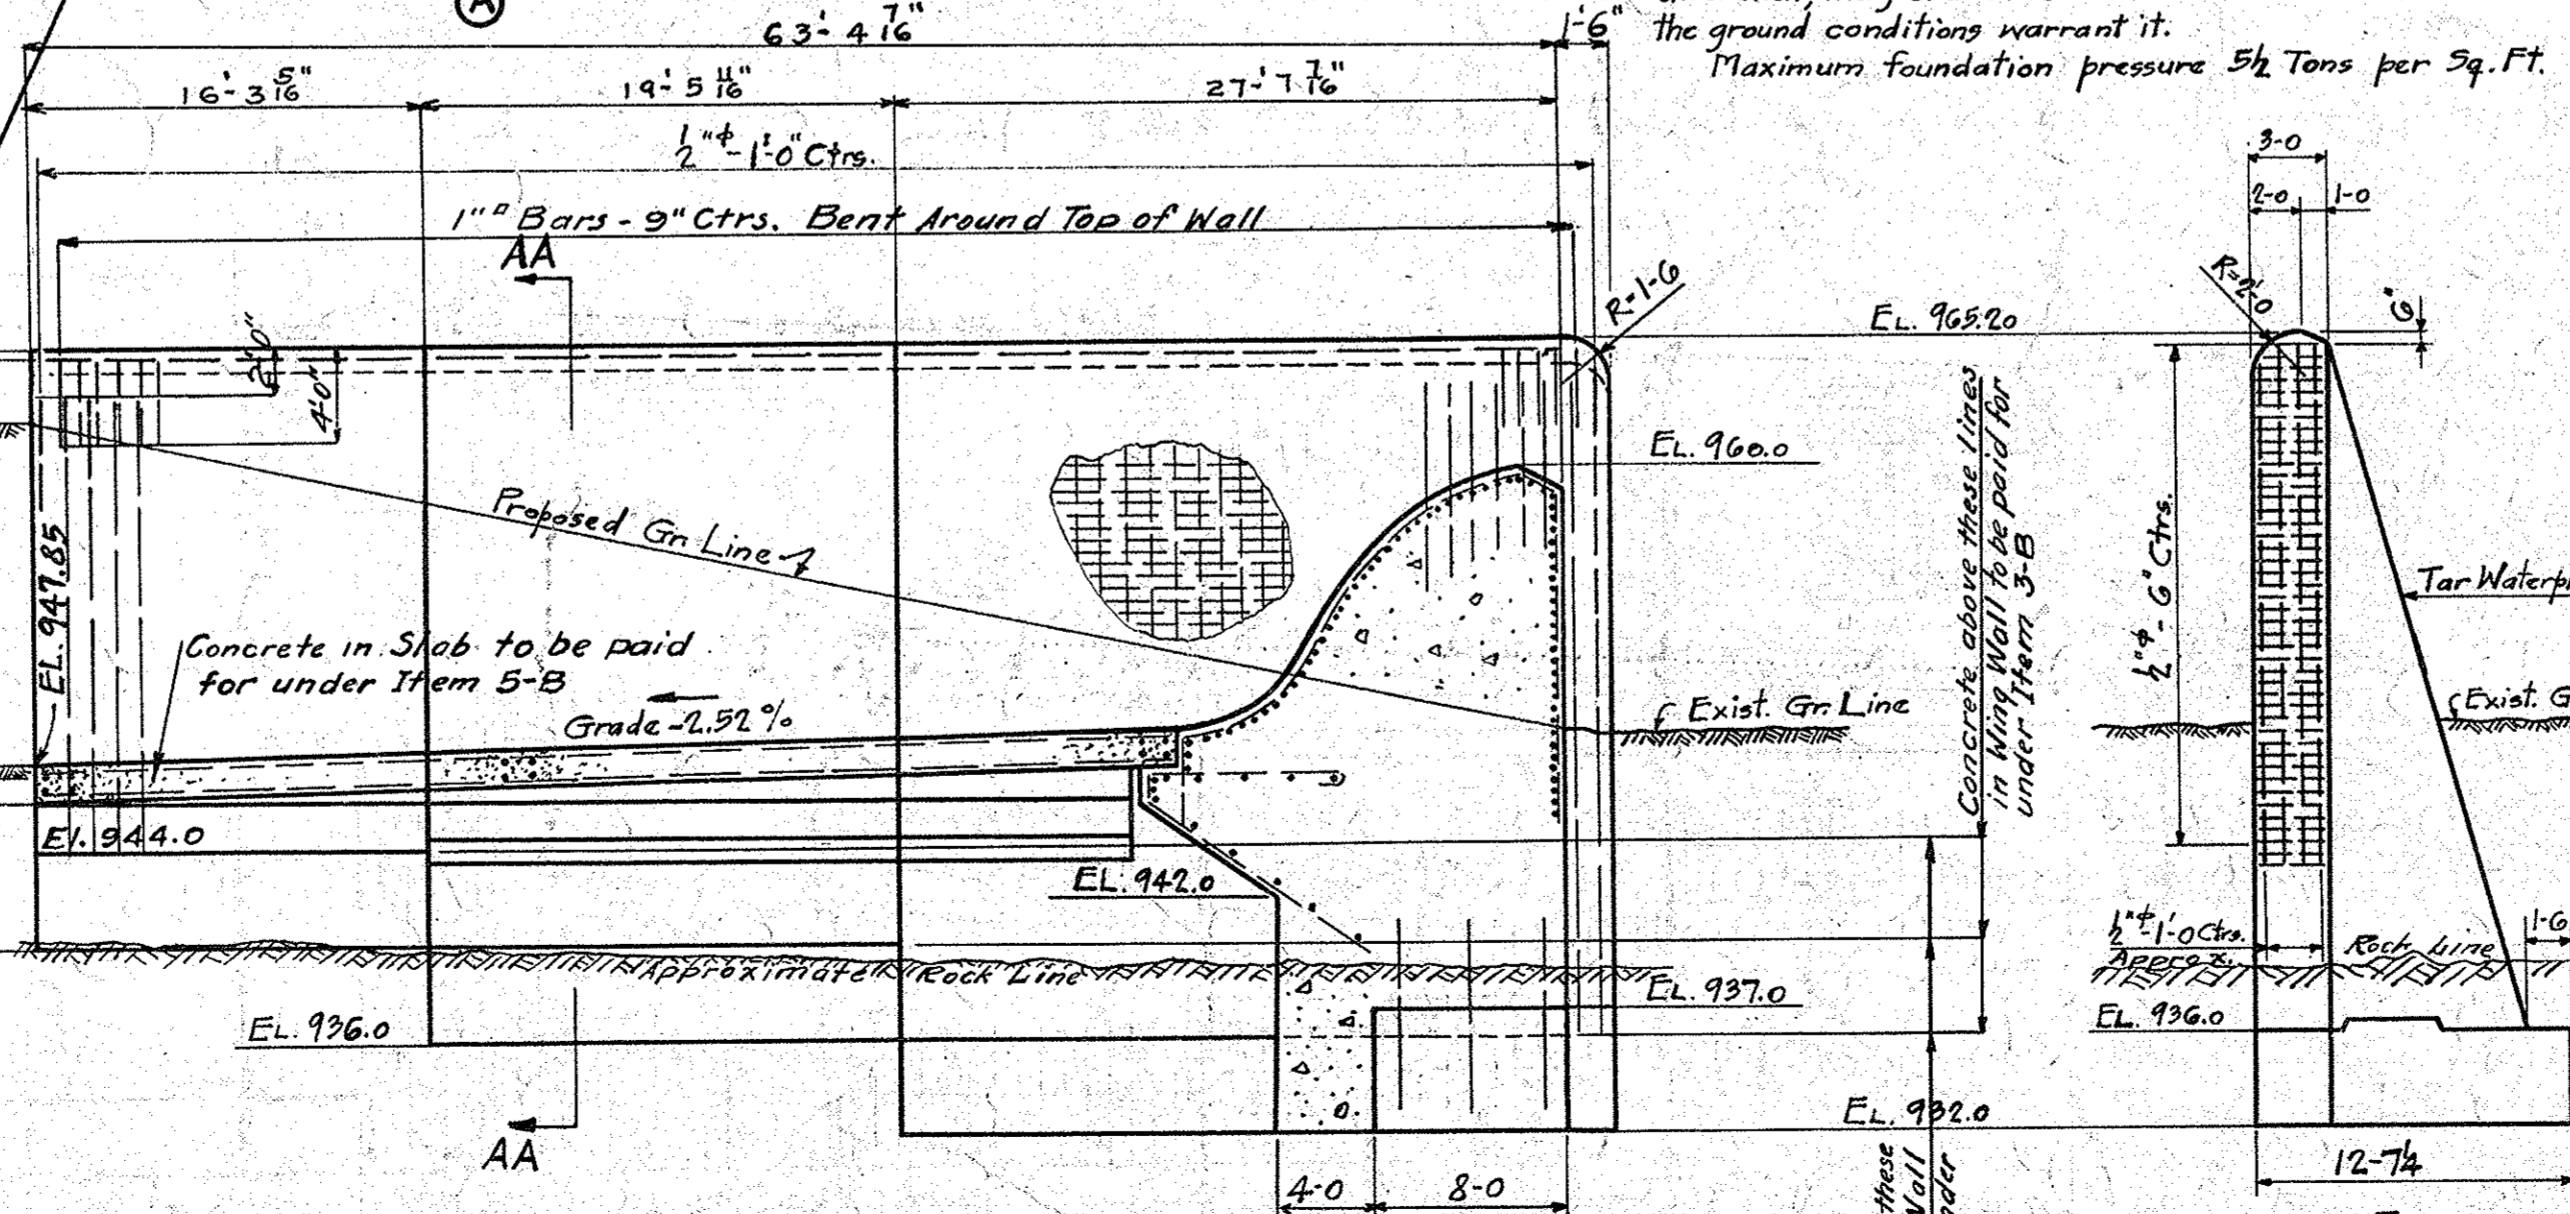 A
63'-4 7/16"
1'-6"
the ground conditions warrant it.
Maximum foundation pressure 5½ Tons per Sq.Ft.
16'-3 5/16"
19'-5 11/16"
27'-7 7/16"
1/2"ϕ-1'-0" Ctrs.
1"□ Bars - 9" Ctrs. Bent Around Top of Wall
AA
3-0
2-0
1-0
R=1-6
R=2'-0
6"
EL. 965.20
2'-0"
4'-0"
EL. 960.0
Proposed Gr. Line
EL. 947.85
Concrete in Slab to be paid
for under Item 5-B
Grade -2.52%
Exist. Gr. Line
Concrete above these lines
in Wing Wall to be paid for
under Item 3-B
½"ϕ - 6" Ctrs.
Tar Waterp
Exist. G
El. 944.0
EL. 942.0
½"ϕ-1'-0 Ctrs.
Approx.
Rock Line
1-6
Approximate Rock Line
EL. 937.0
EL. 936.0
EL. 936.0
EL. 932.0
AA
4-0
8-0
these
Wall
nder
12-7¼